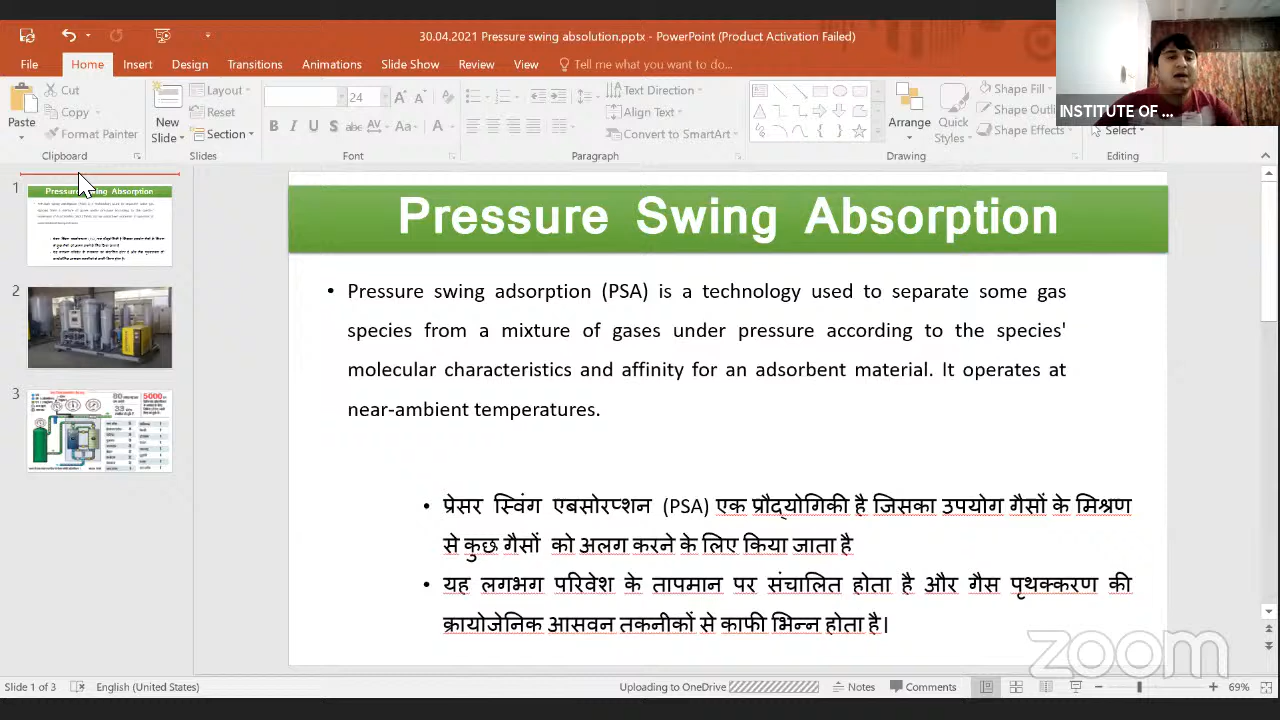 30.04.2021 Pressure swing absolution.pptx - PowerPoint (Product Activation Failed)
File Home Insert Design Transitions Animations Slide Show Review View Tell me what you want to do...
INSTITUTE OF ...
Cut
Copy
Format Painter
Paste
Clipboard
New
Slide
Layout
Reset
Section
Slides
24
Font
Text Direction
Align Text
Convert to SmartArt
Paragraph
Arrange
Quick
Styles
Shape Fill
Shape Outli
Shape Effects
Drawing
Select
Editing
1
2
3
Pressure Swing Absorption
• Pressure swing adsorption (PSA) is a technology used to separate some gas
species from a mixture of gases under pressure according to the species'
molecular characteristics and affinity for an adsorbent material. It operates at
near-ambient temperatures.
• प्रेसर स्विंग एबसोरप्शन (PSA) एक प्रौद्योगिकी है जिसका उपयोग गैसों के मिश्रण
से कुछ गैसों को अलग करने के लिए किया जाता है
• यह लगभग परिवेश के तापमान पर संचालित होता है और गैस पृथक्करण की
क्रायोजेनिक आसवन तकनीकों से काफी भिन्न होता है।
zoom
Slide 1 of 3 English (United States) Uploading to OneDrive Notes Comments 69%